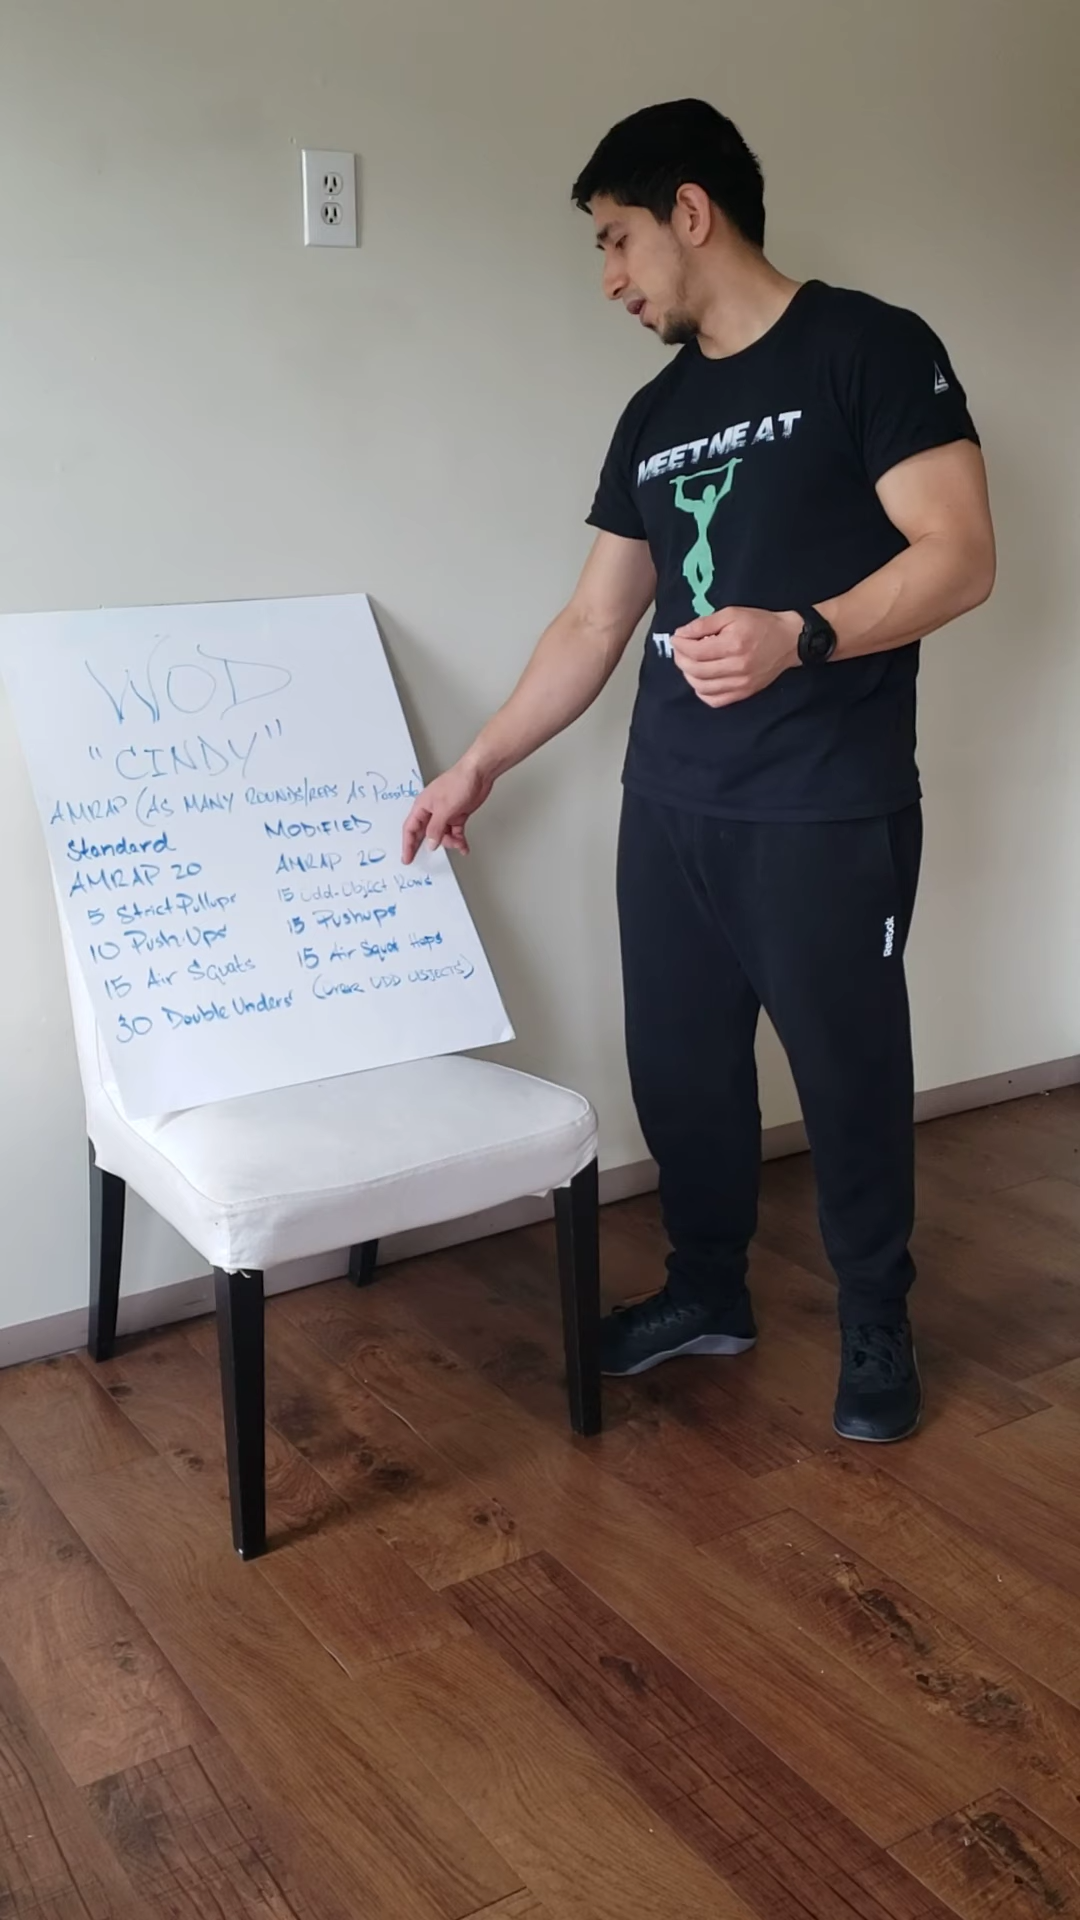 WOD
"CINDY"
AMRAP (AS MANY ROUNDS/REPS AS Possible)
Standard
AMRAP 20
5 Strict Pullups
10 Push-Ups
15 Air Squats
30 Double Unders
MODIFIED
AMRAP 20
15 Odd-Object Rows
15 Pushups
15 Air Squat Hops
(over ODD OBJECTS)
MEET ME AT
TH
Reebok